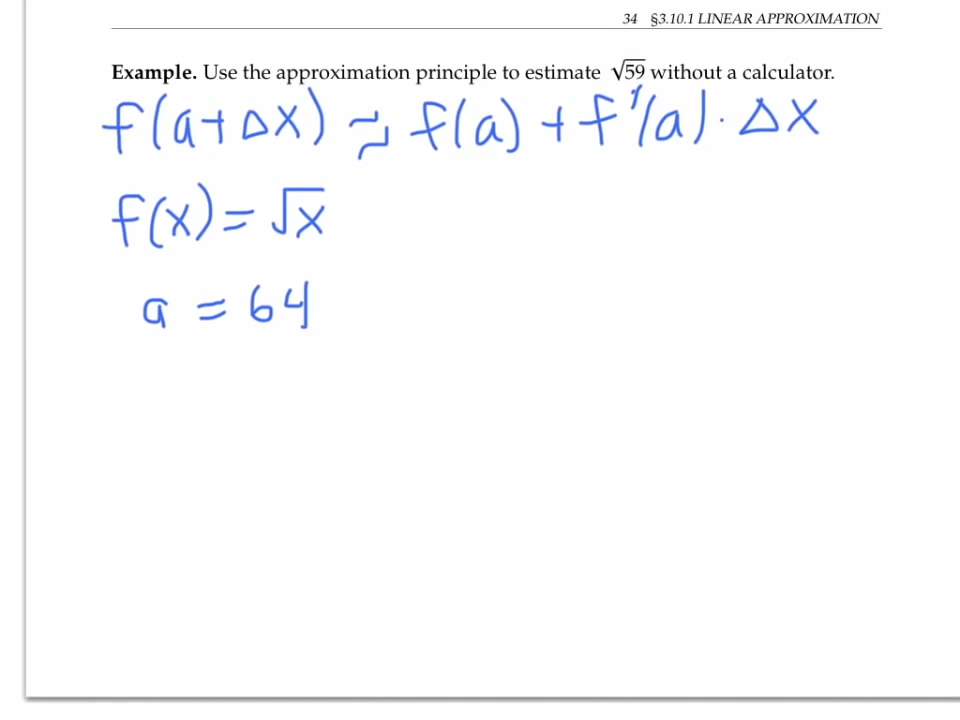 34 §3.10.1 LINEAR APPROXIMATION
Example. Use the approximation principle to estimate √59 without a calculator.
f(a+Δx) ≈ f(a) + f'(a) · Δx
f(x) = √x
a = 64